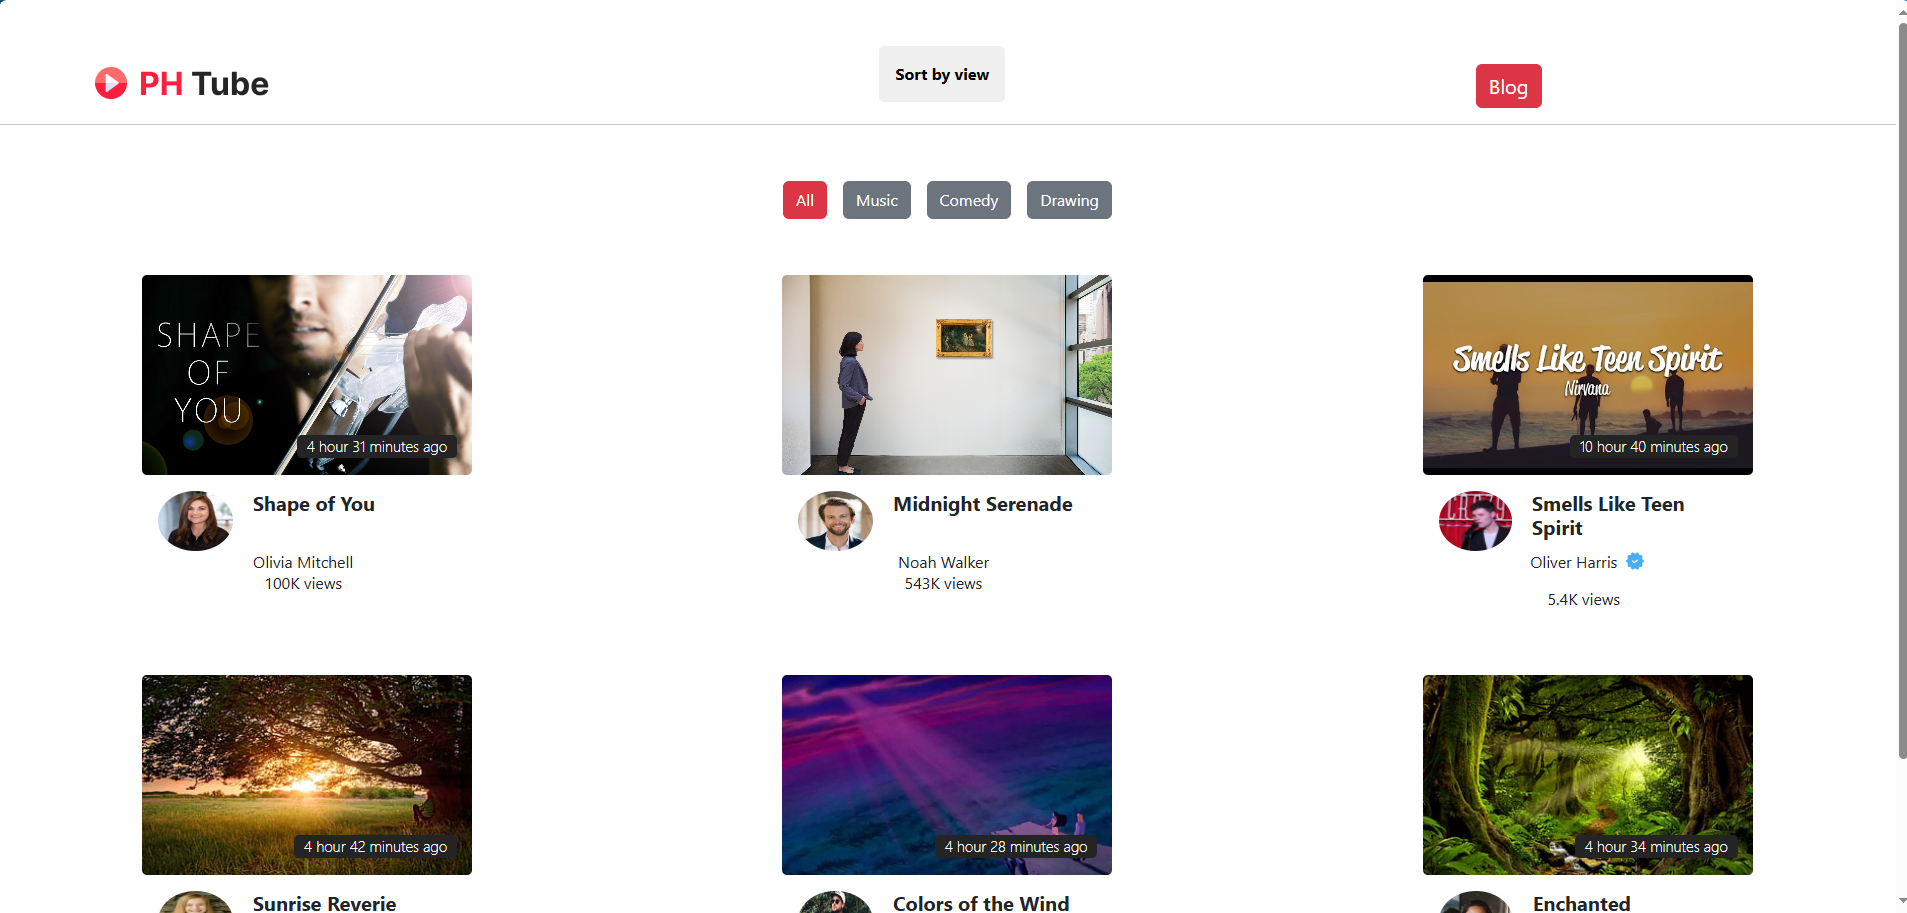 PH Tube
Sort by view
Blog
All
Music
Comedy
Drawing
SHAPE
OF
YOU
4 hour 31 minutes ago
Smells Like Teen Spirit
Nirvana
10 hour 40 minutes ago
Shape of You
Olivia Mitchell
100K views
Midnight Serenade
Noah Walker
543K views
Smells Like Teen
Spirit
Oliver Harris
5.4K views
4 hour 42 minutes ago
4 hour 28 minutes ago
4 hour 34 minutes ago
Sunrise Reverie
Colors of the Wind
Enchanted